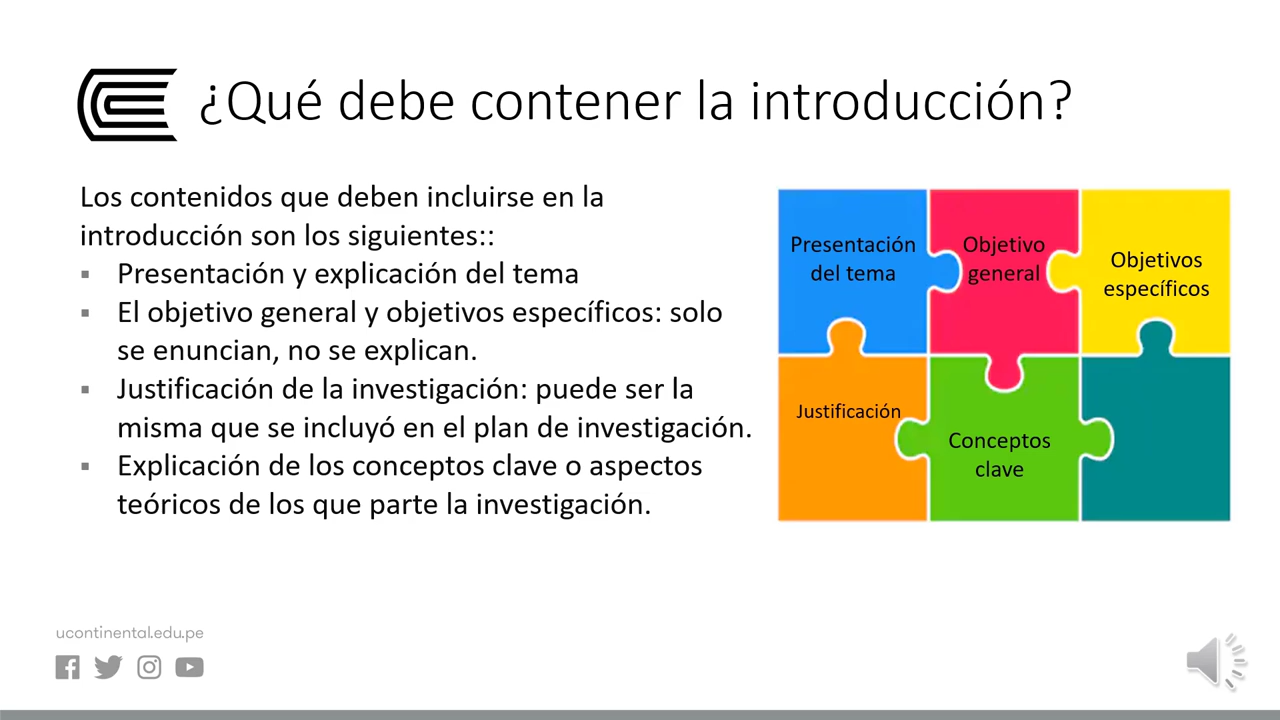 ¿Qué debe contener la introducción?
Los contenidos que deben incluirse en la
introducción son los siguientes::
▪ Presentación y explicación del tema
▪ El objetivo general y objetivos específicos: solo
se enuncian, no se explican.
▪ Justificación de la investigación: puede ser la
misma que se incluyó en el plan de investigación.
▪ Explicación de los conceptos clave o aspectos
teóricos de los que parte la investigación.
Presentación
del tema
Objetivo
general
Objetivos
específicos
Justificación
Conceptos
clave
ucontinental.edu.pe